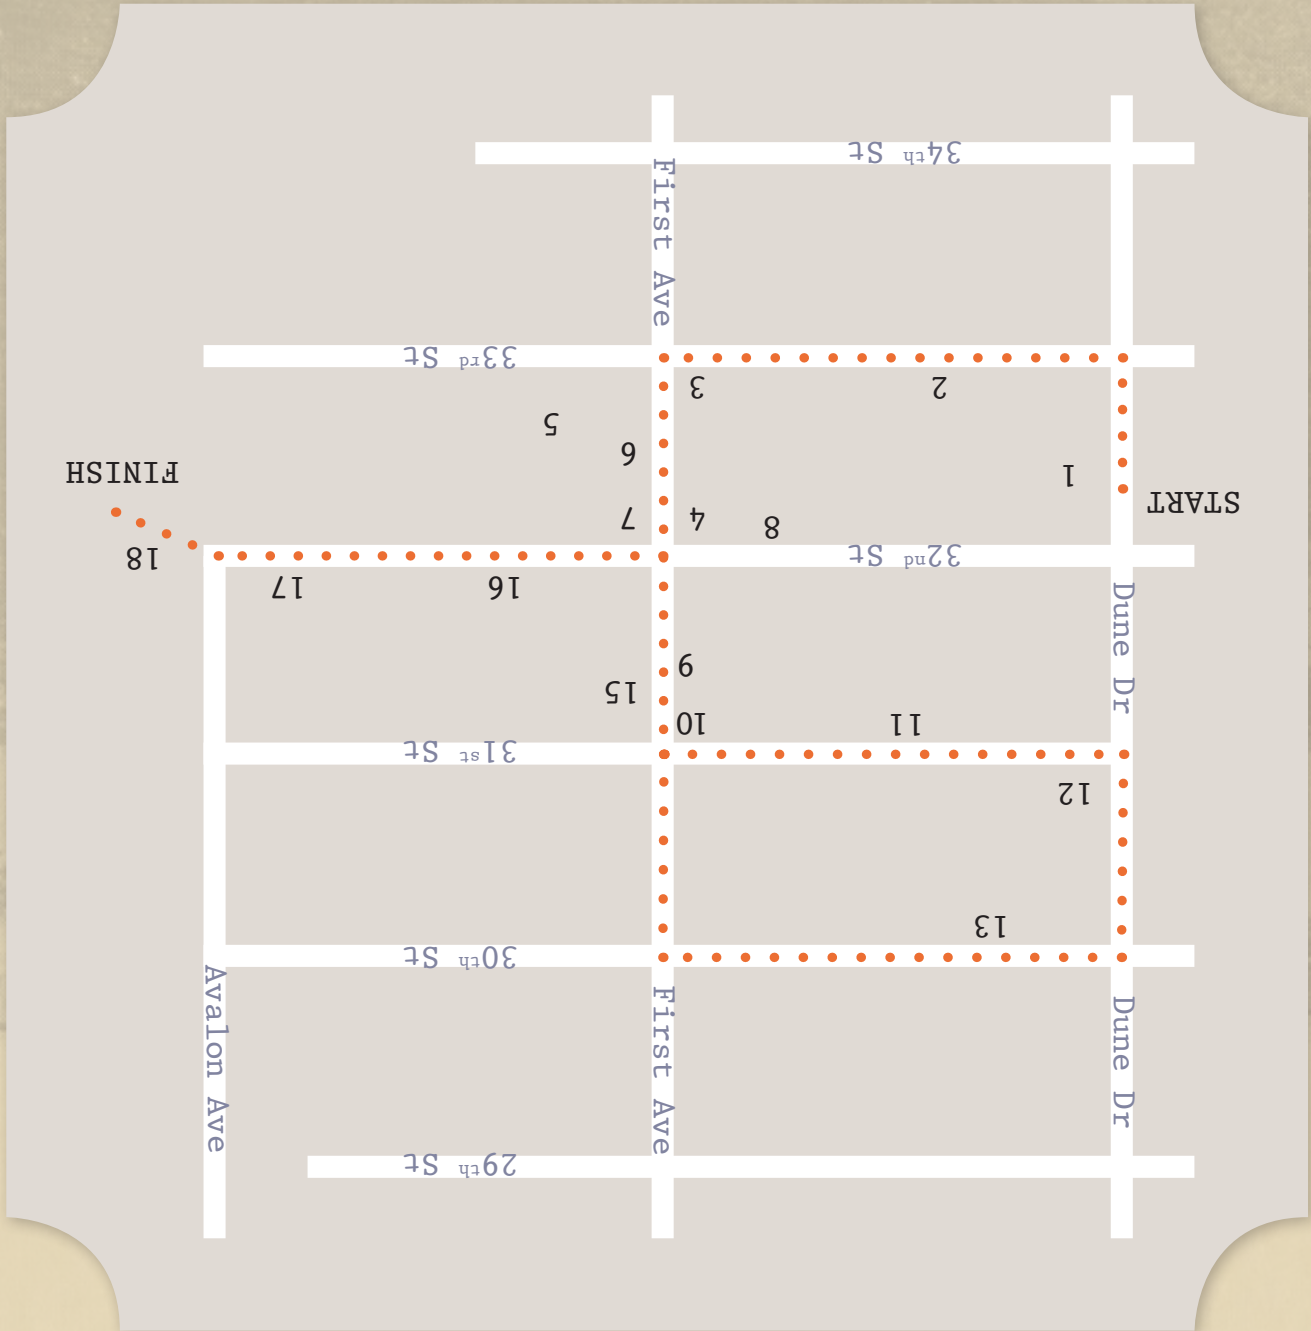 29th St
Dune Dr
First Ave
Avalon Ave
30th St
13
12
31st St
11
10
15
9
Dune Dr
16
17
18
32nd St
8
4
7
START
1
FINISH
6
5
2
3
33rd St
First Ave
34th St